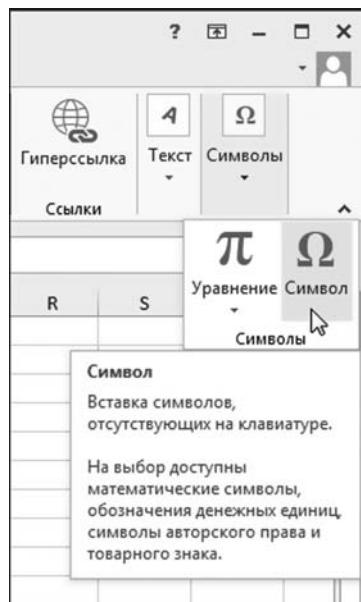 ?
Гиперссылка Текст Символы
Ссылки
Уравнение Символ
R S
Символы
Символ
Вставка символов,
отсутствующих на клавиатуре.
На выбор доступны
математические символы,
обозначения денежных единиц,
символы авторского права и
товарного знака.